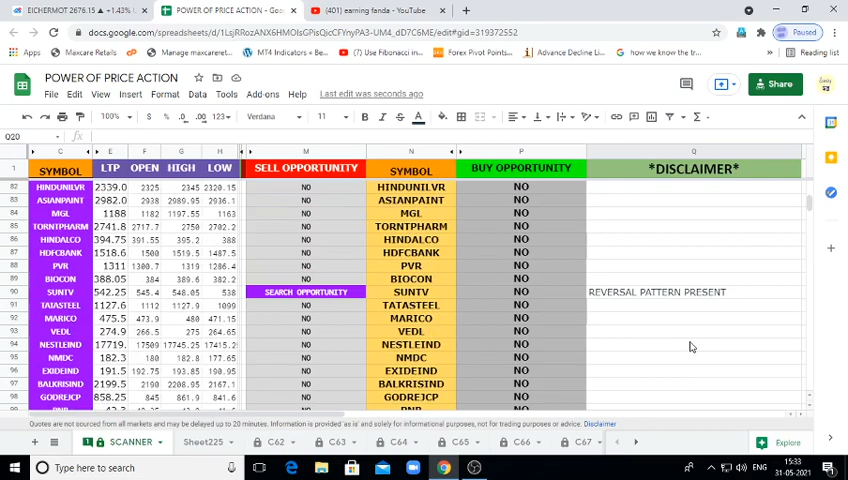 EICHERMOT 2676.15 ▲ +1.43%
POWER OF PRICE ACTION - Goo
(401) earning fanda - YouTube
Paused
docs.google.com/spreadsheets/d/1LsjRRozANX6HMOIsGPisQjcCFYnyPA3-UM4_dD7C6ME/edit#gid=319372552
Apps
Maxcare Retails
Manage maxcareret...
MT4 Indicators « Be...
(7) Use Fibonacci in...
Forex Pivot Points...
Advance Decline Li...
how we know the tr...
Reading list
POWER OF PRICE ACTION
File Edit View Insert Format Data Tools Add-ons Help Last edit was seconds ago
Share
100% $ % .0 .00 123 Verdana 11 B I S A
Q20 fx
C E F G H M N P Q
1 SYMBOL LTP OPEN HIGH LOW SELL OPPORTUNITY SYMBOL BUY OPPORTUNITY *DISCLAIMER*
82 HINDUNILVR 2339.0 2325 2345 2320.15 NO HINDUNILVR NO
83 ASIANPAINT 2982.0 2938 2989.95 2936.1 NO ASIANPAINT NO
84 MGL 1188 1182 1197.55 1163 NO MGL NO
85 TORNTPHARM 2741.8 2717.7 2750 2702.2 NO TORNTPHARM NO
86 HINDALCO 394.75 391.55 395.2 388 NO HINDALCO NO
87 HDFCBANK 1518.6 1500 1519.5 1487.5 NO HDFCBANK NO
88 PVR 1311 1300.7 1319 1286.4 NO PVR NO
89 BIOCON 388.05 384 389.6 382.2 NO BIOCON NO
90 SUNTV 542.25 545.4 548.05 538 SEARCH OPPORTUNITY SUNTV NO REVERSAL PATTERN PRESENT
91 TATASTEEL 1127.6 1112 1127.9 1099 NO TATASTEEL NO
92 MARICO 475.5 473.9 480 471.15 NO MARICO NO
93 VEDL 274.9 266.5 275 264.65 NO VEDL NO
94 NESTLEIND 17719. 17509 17745.25 17415.2 NO NESTLEIND NO
95 NMDC 182.3 180 182.8 177.65 NO NMDC NO
96 EXIDEIND 191.5 192.75 193.85 190.95 NO EXIDEIND NO
97 BALKRISIND 2199.5 2190 2208.95 2167.1 NO BALKRISIND NO
98 GODREJCP 858.25 845 861.9 841.6 NO GODREJCP NO
Quotes are not sourced from all markets and may be delayed up to 20 minutes. Information is provided 'as is' and solely for informational purposes, not for trading purposes or advice. Disclaimer
1 SCANNER Sheet225 C62 C63 C64 C65 C66 C67
Explore
Type here to search
ENG
15:33
31-05-2021